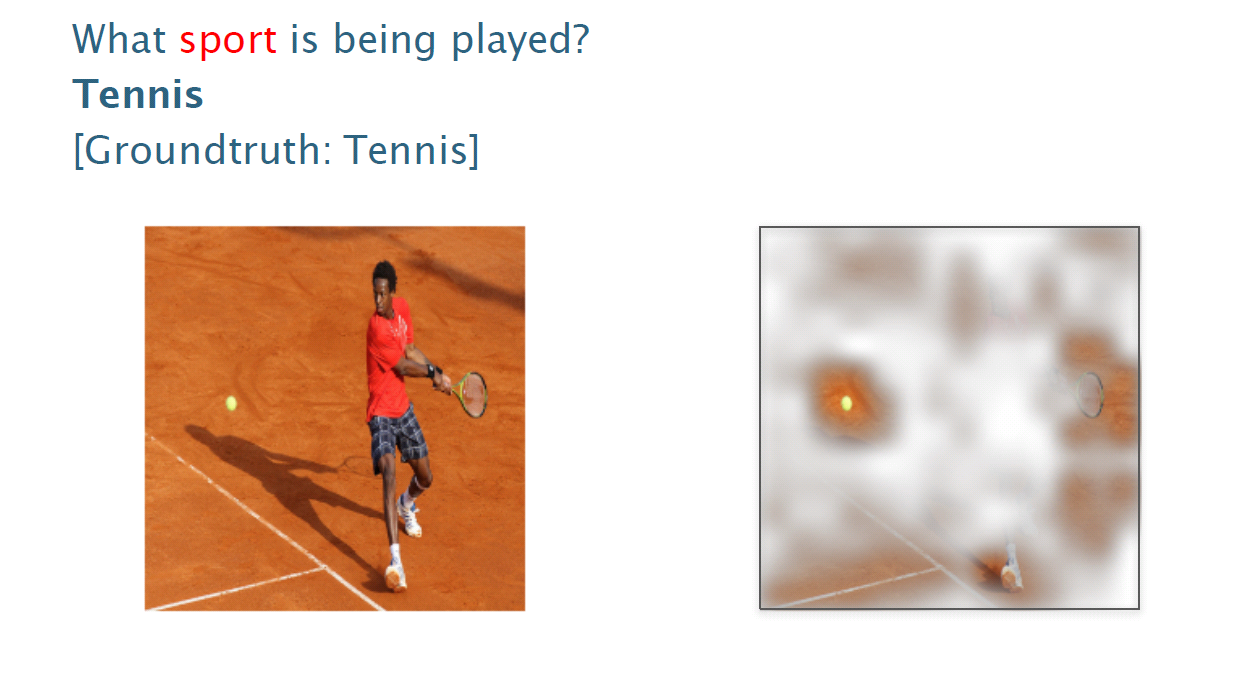 What sport is being played?
Tennis
[Groundtruth: Tennis]